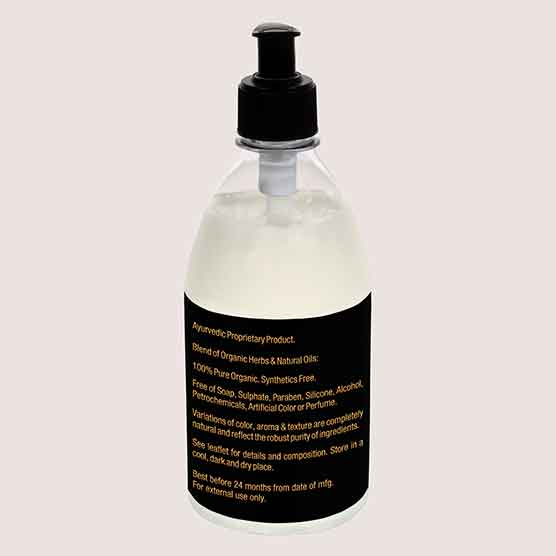 Ayurvedic Proprietary Product.
Blend of Organic Herbs & Natural Oils:
100% Pure Organic. Synthetics Free.
Free of Soap, Sulphate, Paraben, Silicone, Alcohol,
Petrochemicals, Artificial Color or Perfume.
Variations of color, aroma & texture are completely
natural and reflect the robust purity of ingredients.
See leaflet for details and composition. Store in a
cool, dark and dry place.
Best before 24 months from date of mfg.
For external use only.